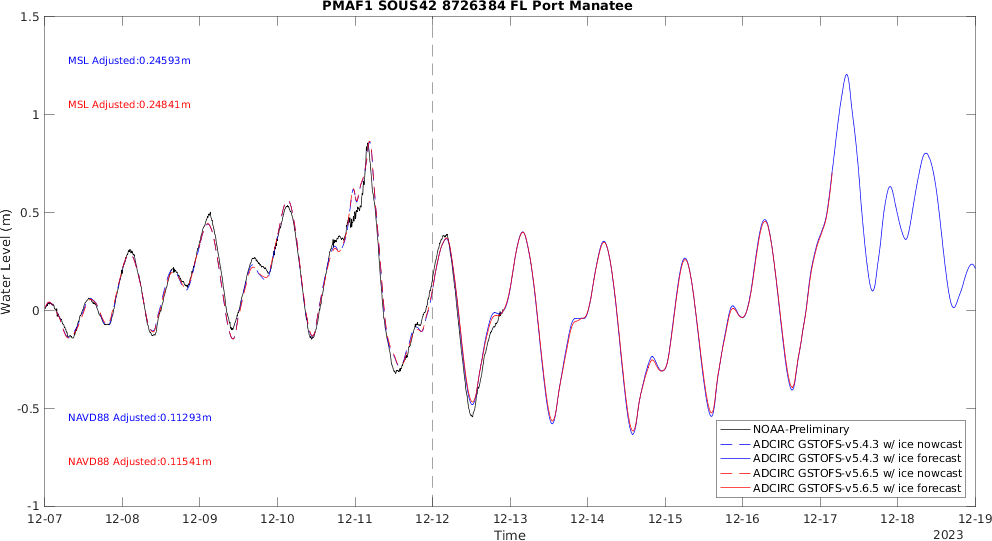 PMAF1 SOUS42 8726384 FL Port Manatee
1.5
MSL Adjusted:0.24593m
MSL Adjusted:0.24841m
1
0.5
Water Level (m)
0
-0.5
NAVD88 Adjusted:0.11293m
NAVD88 Adjusted:0.11541m
NOAA-Preliminary
ADCIRC GSTOFS-v5.4.3 w/ ice nowcast
ADCIRC GSTOFS-v5.4.3 w/ ice forecast
ADCIRC GSTOFS-v5.6.5 w/ ice nowcast
ADCIRC GSTOFS-v5.6.5 w/ ice forecast
-1
12-07 12-08 12-09 12-10 12-11 12-12 12-13 12-14 12-15 12-16 12-17 12-18 12-19
Time
2023